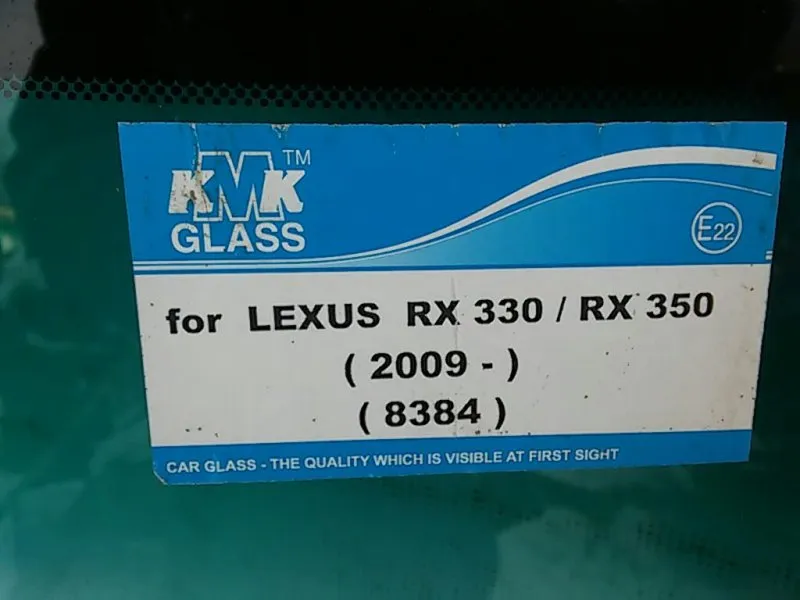 KMK™
GLASS
E22
for LEXUS RX 330 / RX 350
( 2009 - )
( 8384 )
CAR GLASS - THE QUALITY WHICH IS VISIBLE AT FIRST SIGHT